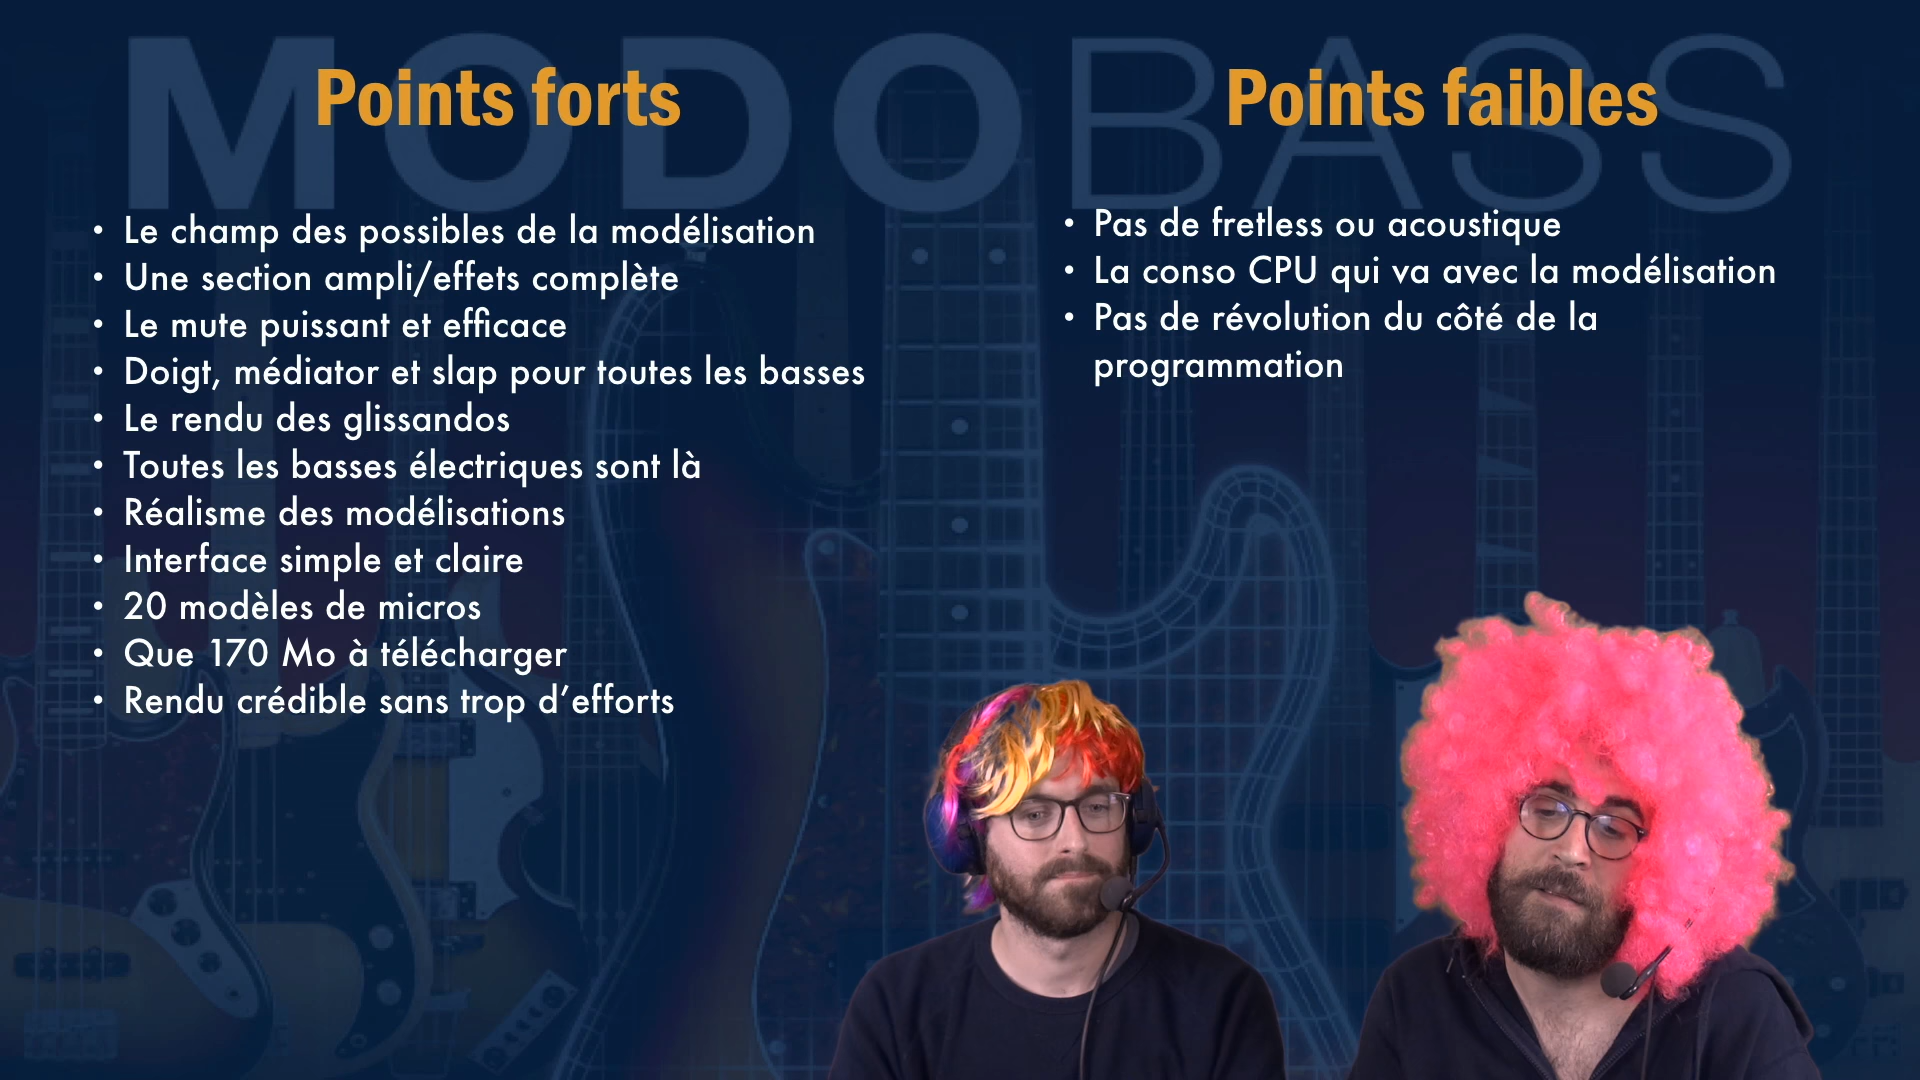 MODOBASS
Points forts
• Le champ des possibles de la modélisation
• Une section ampli/effets complète
• Le mute puissant et efficace
• Doigt, médiator et slap pour toutes les basses
• Le rendu des glissandos
• Toutes les basses électriques sont là
• Réalisme des modélisations
• Interface simple et claire
• 20 modèles de micros
• Que 170 Mo à télécharger
• Rendu crédible sans trop d’efforts
Points faibles
• Pas de fretless ou acoustique
• La conso CPU qui va avec la modélisation
• Pas de révolution du côté de la
programmation